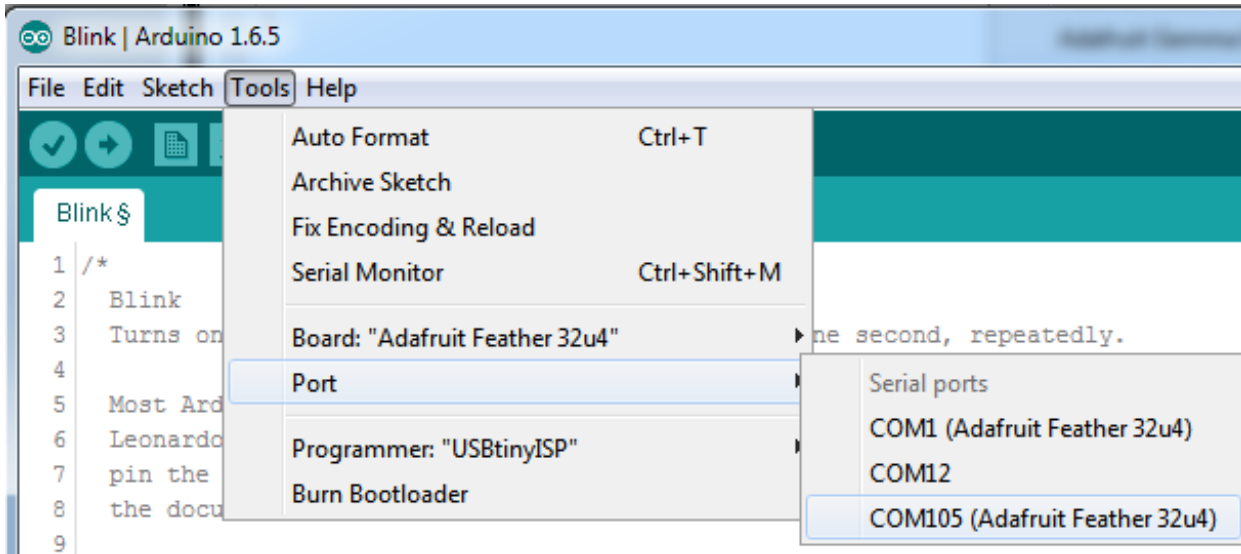 Blink | Arduino 1.6.5
File Edit Sketch Tools Help
Auto Format Ctrl+T
Archive Sketch
Fix Encoding & Reload
Serial Monitor Ctrl+Shift+M
Board: "Adafruit Feather 32u4"
Port
Programmer: "USBtinyISP"
Burn Bootloader
Serial ports
COM1 (Adafruit Feather 32u4)
COM12
COM105 (Adafruit Feather 32u4)
Blink §
1 /*
2 Blink
3 Turns on ne second, repeatedly.
4
5 Most Ard
6 Leonardo
7 pin the
8 the docu
9